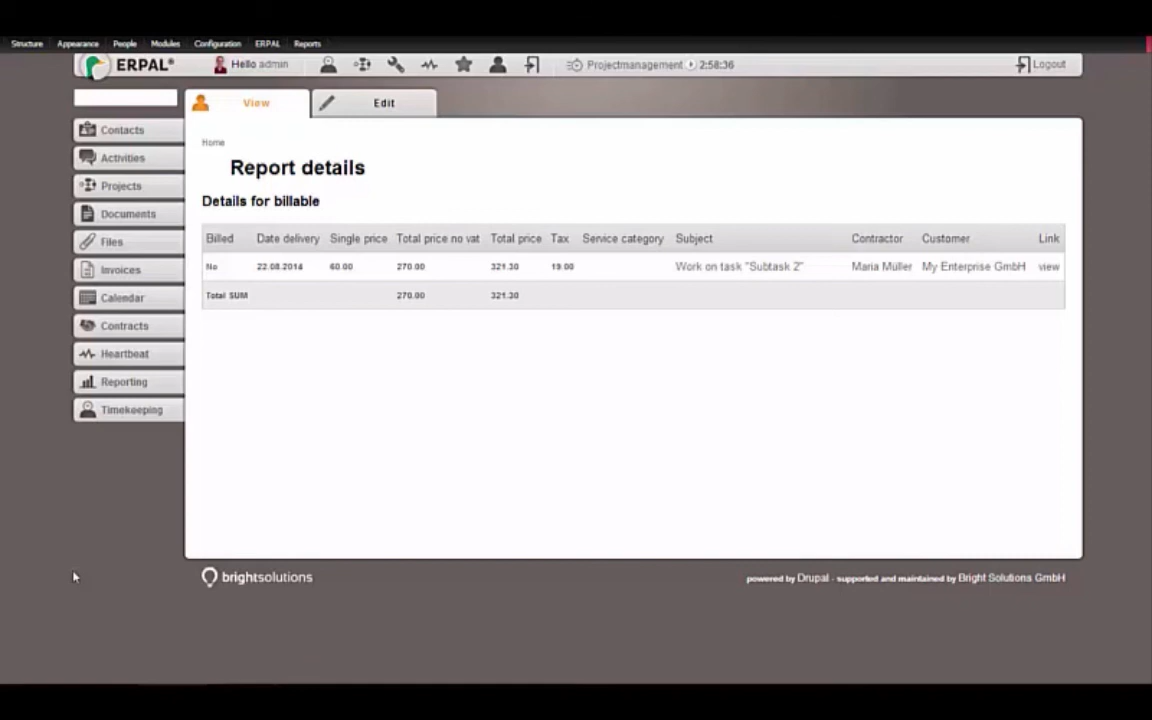 Structure Appearance People Modules Configuration ERPAL Reports
ERPAL® Hello admin Projectmanagement 2:58:36 Logout
View Edit
Contacts
Activities
Projects
Documents
Files
Invoices
Calendar
Contracts
Heartbeat
Reporting
Timekeeping
Home
Report details
Details for billable
Billed Date delivery Single price Total price no vat Total price Tax Service category Subject Contractor Customer Link
No 22.08.2014 60.00 270.00 321.30 19.00 Work on task "Subtask 2" Maria Müller My Enterprise GmbH view
Total SUM 270.00 321.30
brightsolutions powered by Drupal - supported and maintained by Bright Solutions GmbH